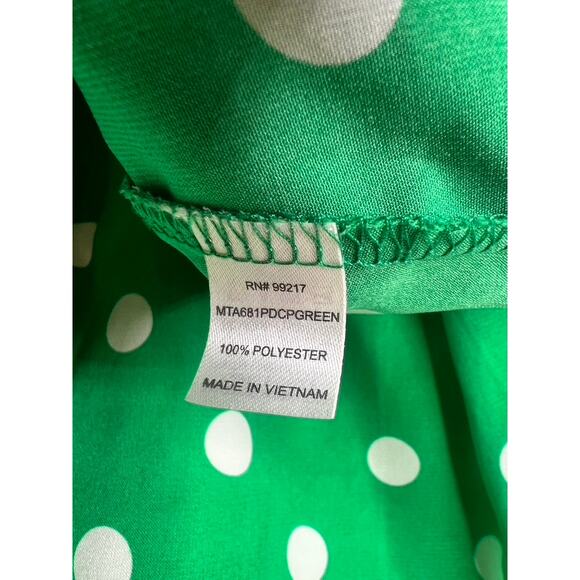 RN# 99217
MTA681PDCPGREEN
100% POLYESTER
MADE IN VIETNAM